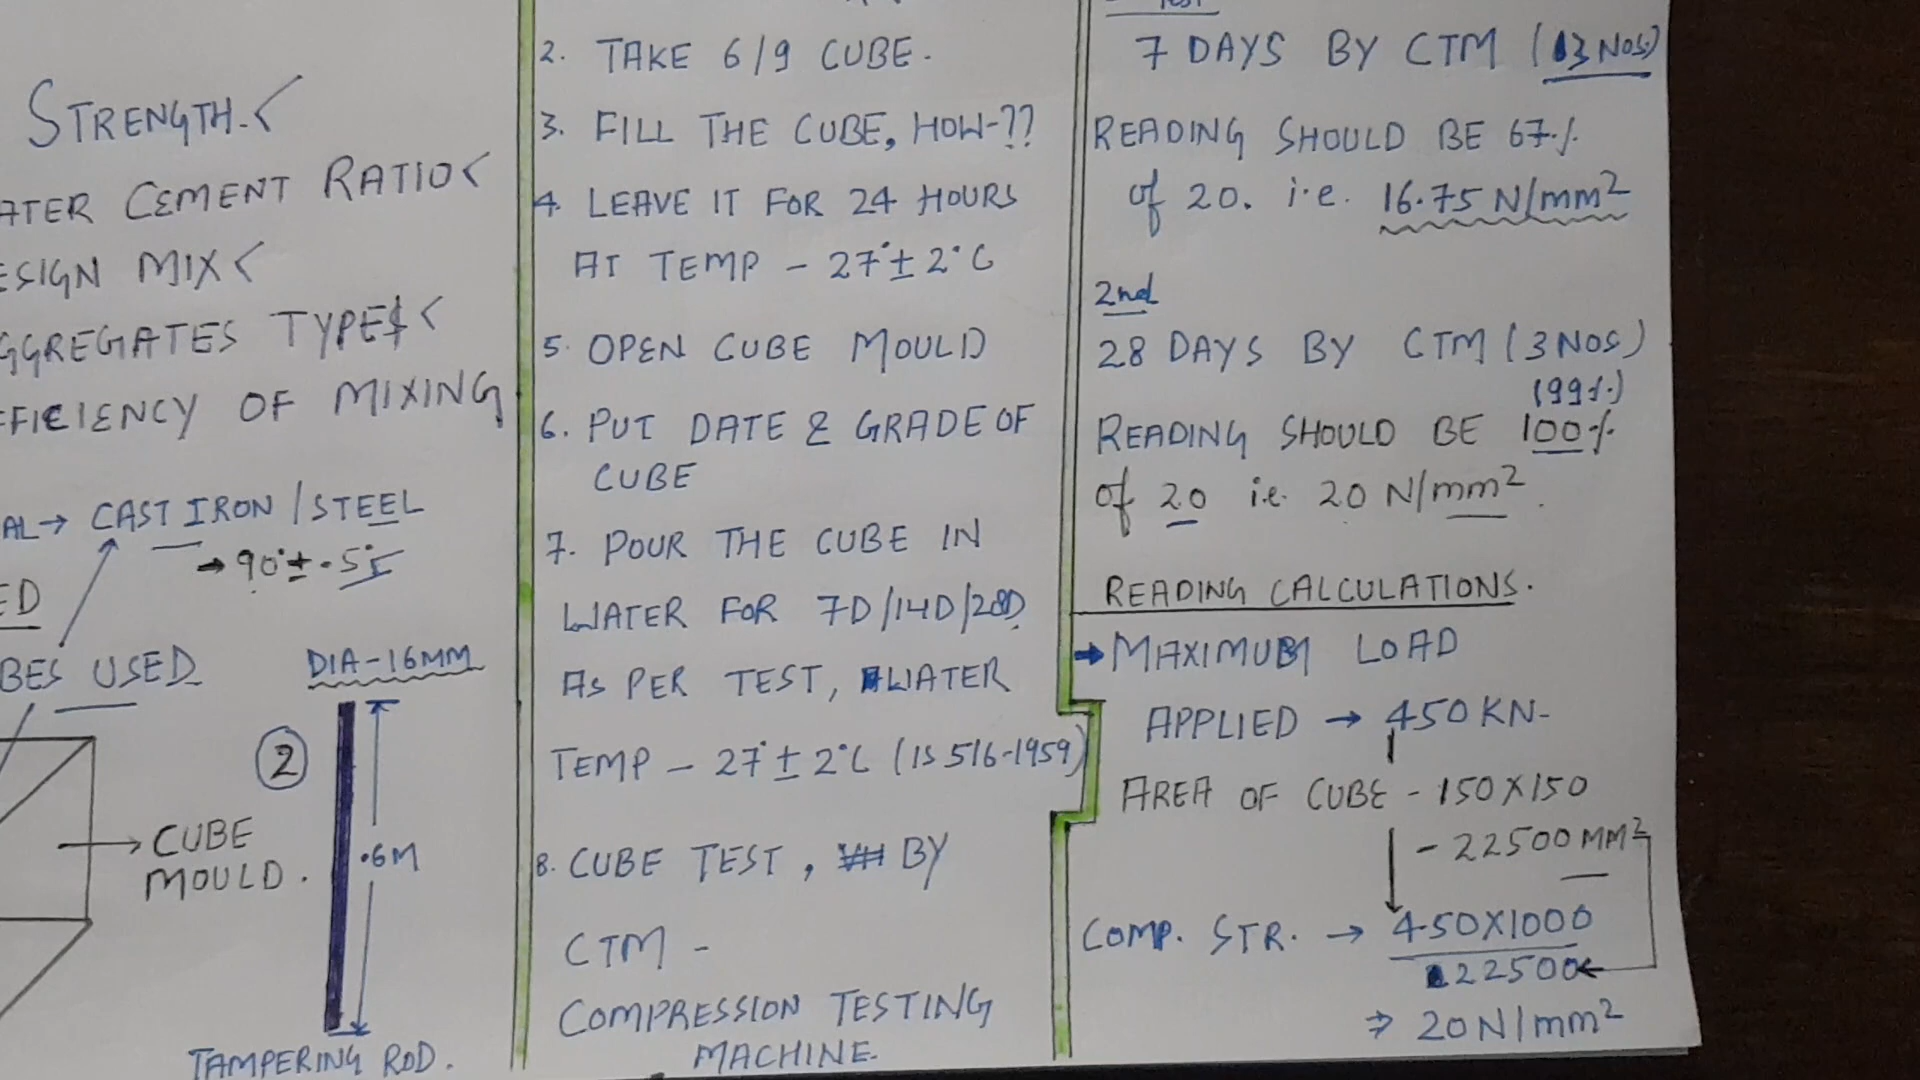 STRENGTH-<
ATER CEMENT RATIO<
ESIGN MIX<
GGREGATES TYPES<
FFICIENCY OF MIXING
AL→ CAST IRON / STEEL
→ 90°± .5°
ED
BES USED
DIA-16MM
2
.6M
→ CUBE
MOULD.
TAMPERING ROD.
2. TAKE 6/9 CUBE.
3. FILL THE CUBE, HOW-??
4. LEAVE IT FOR 24 HOURS
AT TEMP - 27°± 2°C
5. OPEN CUBE MOULD
6. PUT DATE & GRADE OF
CUBE
7. POUR THE CUBE IN
WATER FOR 7D/14D/28D
AS PER TEST, WATER
TEMP - 27°± 2°C (IS 516-1959)
8. CUBE TEST, BY
CTM -
COMPRESSION TESTING
MACHINE.
TEST
7 DAYS BY CTM (3 NOS.)
READING SHOULD BE 67%
of 20. i.e. 16.75 N/mm²
2nd
28 DAYS BY CTM (3 NOS)
(99%)
READING SHOULD BE 100%
of 20 i.e. 20 N/mm².
READING CALCULATIONS.
→ MAXIMUM LOAD
APPLIED → 450 KN-
AREA OF CUBE - 150X150
- 22500 MM²
COMP. STR. → 450X1000
22500
⇒ 20 N/mm²